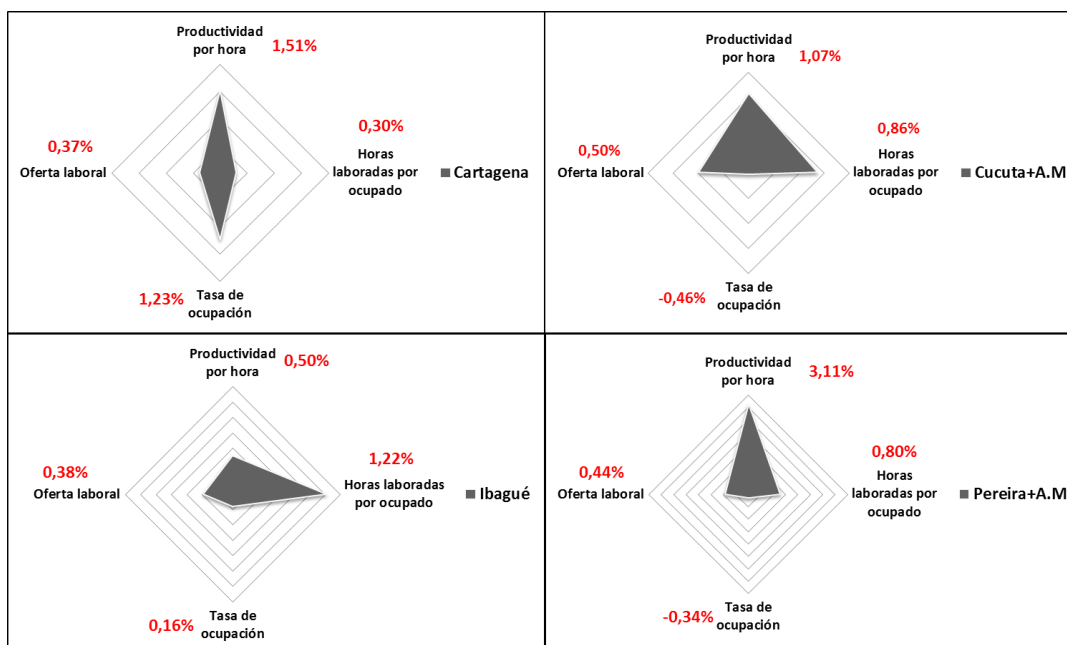 Productividad
por hora
1,51%
0,37%
Oferta laboral
0,30%
Horas
laboradas por
ocupado
Cartagena
1,23%
Tasa de
ocupación
Productividad
por hora
1,07%
0,50%
Oferta laboral
0,86%
Horas
laboradas por
ocupado
Cucuta+A.M
-0,46%
Tasa de
ocupación
Productividad
por hora
0,50%
0,38%
Oferta laboral
1,22%
Horas laboradas
por ocupado
Ibagué
0,16%
Tasa de
ocupación
Productividad
por hora
3,11%
0,44%
Oferta laboral
0,80%
Horas
laboradas por
ocupado
Pereira+A.M
-0,34%
Tasa de
ocupación